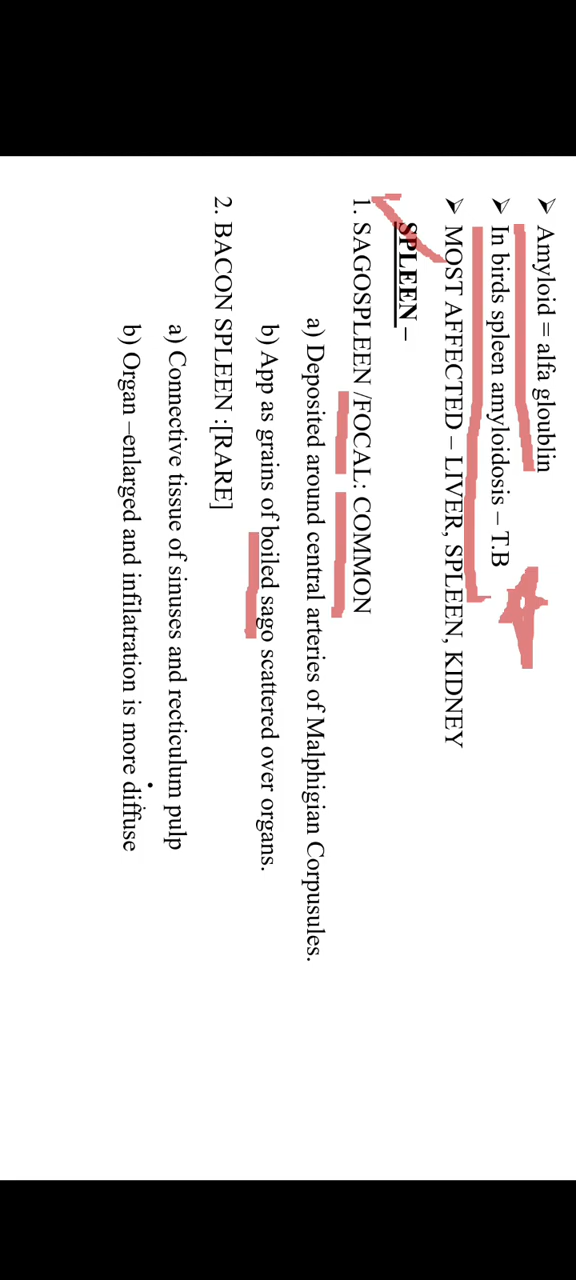 ➢ Amyloid = alfa gloublin
➢ In birds spleen amyloidosis – T.B
➢ MOST AFFECTED – LIVER, SPLEEN, KIDNEY
SPLEEN –
1. SAGOSPLEEN /FOCAL: COMMON
a) Deposited around central arteries of Malphigian Corpusules.
b) App as grains of boiled sago scattered over organs.
2. BACON SPLEEN :[RARE]
a) Connective tissue of sinuses and recticulum pulp
b) Organ –enlarged and infilatration is more diffuse